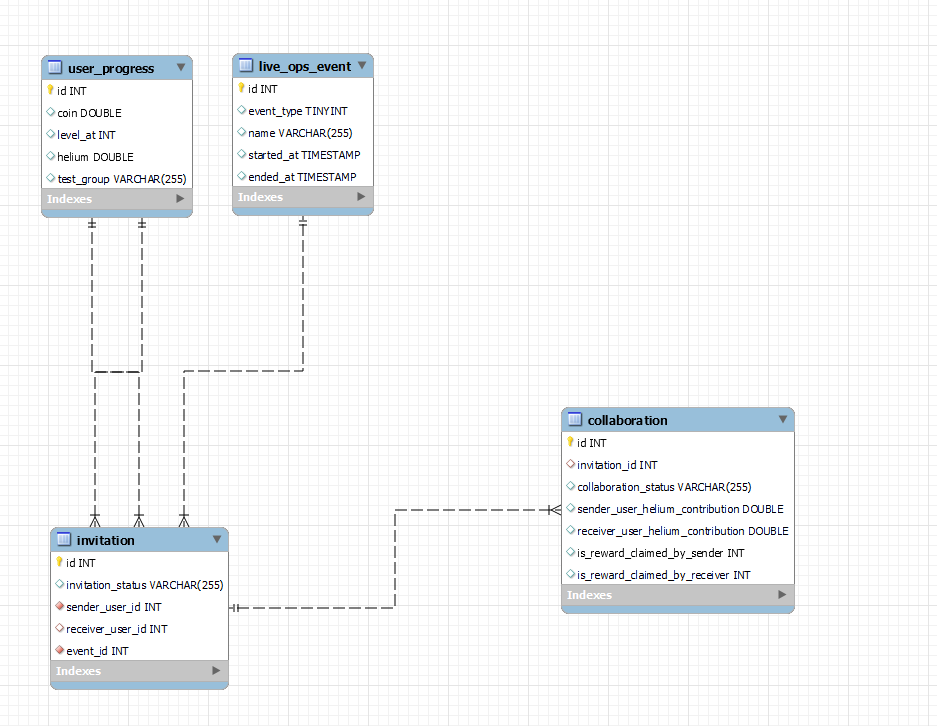 user_progress
id INT
coin DOUBLE
level_at INT
helium DOUBLE
test_group VARCHAR(255)
Indexes
live_ops_event
id INT
event_type TINYINT
name VARCHAR(255)
started_at TIMESTAMP
ended_at TIMESTAMP
Indexes
collaboration
id INT
invitation_id INT
collaboration_status VARCHAR(255)
sender_user_helium_contribution DOUBLE
receiver_user_helium_contribution DOUBLE
is_reward_claimed_by_sender INT
is_reward_claimed_by_receiver INT
Indexes
invitation
id INT
invitation_status VARCHAR(255)
sender_user_id INT
receiver_user_id INT
event_id INT
Indexes